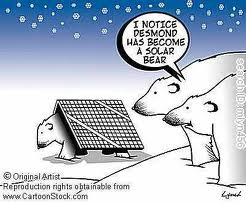 I NOTICE
DESMOND
HAS BECOME
A SOLAR
BEAR
© Original Artist
Reproduction rights obtainable from
www.CartoonStock.com